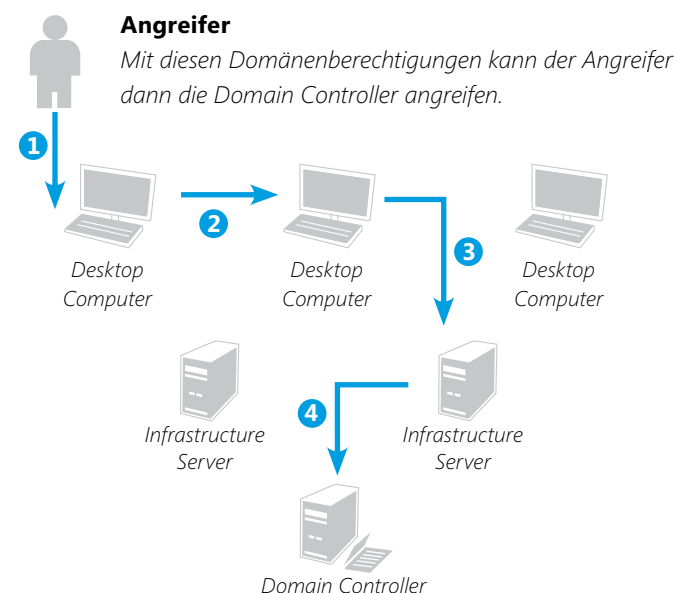 Angreifer
Mit diesen Domänenberechtigungen kann der Angreifer
dann die Domain Controller angreifen.
1
2
3
Desktop
Computer
Desktop
Computer
Desktop
Computer
4
Infrastructure
Server
Infrastructure
Server
Domain Controller